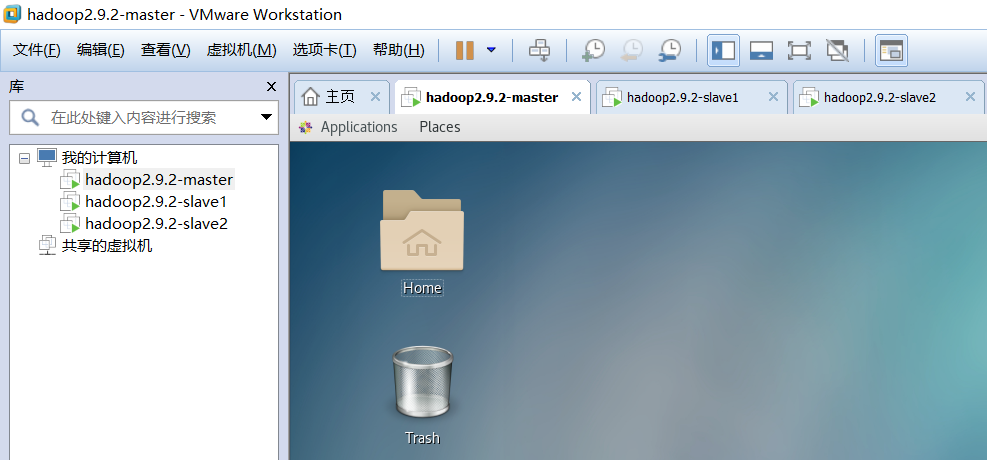 hadoop2.9.2-master - VMware Workstation
文件(F) 编辑(E) 查看(V) 虚拟机(M) 选项卡(T) 帮助(H)
库
在此处键入内容进行搜索
我的计算机
hadoop2.9.2-master
hadoop2.9.2-slave1
hadoop2.9.2-slave2
共享的虚拟机
主页 hadoop2.9.2-master hadoop2.9.2-slave1 hadoop2.9.2-slave2
Applications Places
Home
Trash